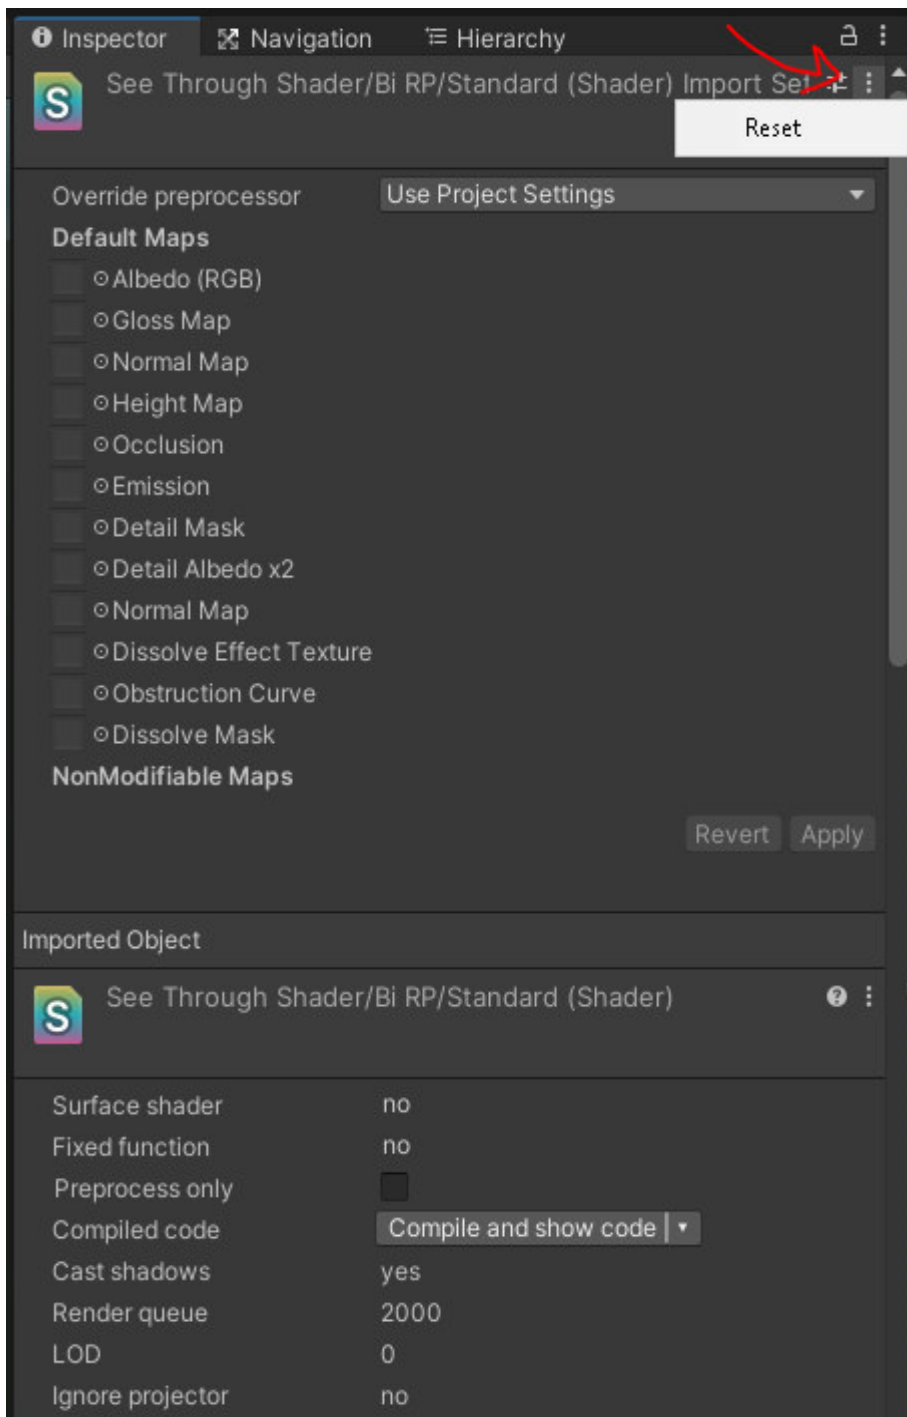 Inspector Navigation Hierarchy
See Through Shader/Bi RP/Standard (Shader) Import Set
Reset
Override preprocessor Use Project Settings
Default Maps
Albedo (RGB)
Gloss Map
Normal Map
Height Map
Occlusion
Emission
Detail Mask
Detail Albedo x2
Normal Map
Dissolve Effect Texture
Obstruction Curve
Dissolve Mask
NonModifiable Maps
Revert Apply
Imported Object
S See Through Shader/Bi RP/Standard (Shader)
Surface shader no
Fixed function no
Preprocess only
Compiled code Compile and show code
Cast shadows yes
Render queue 2000
LOD 0
Ignore projector no